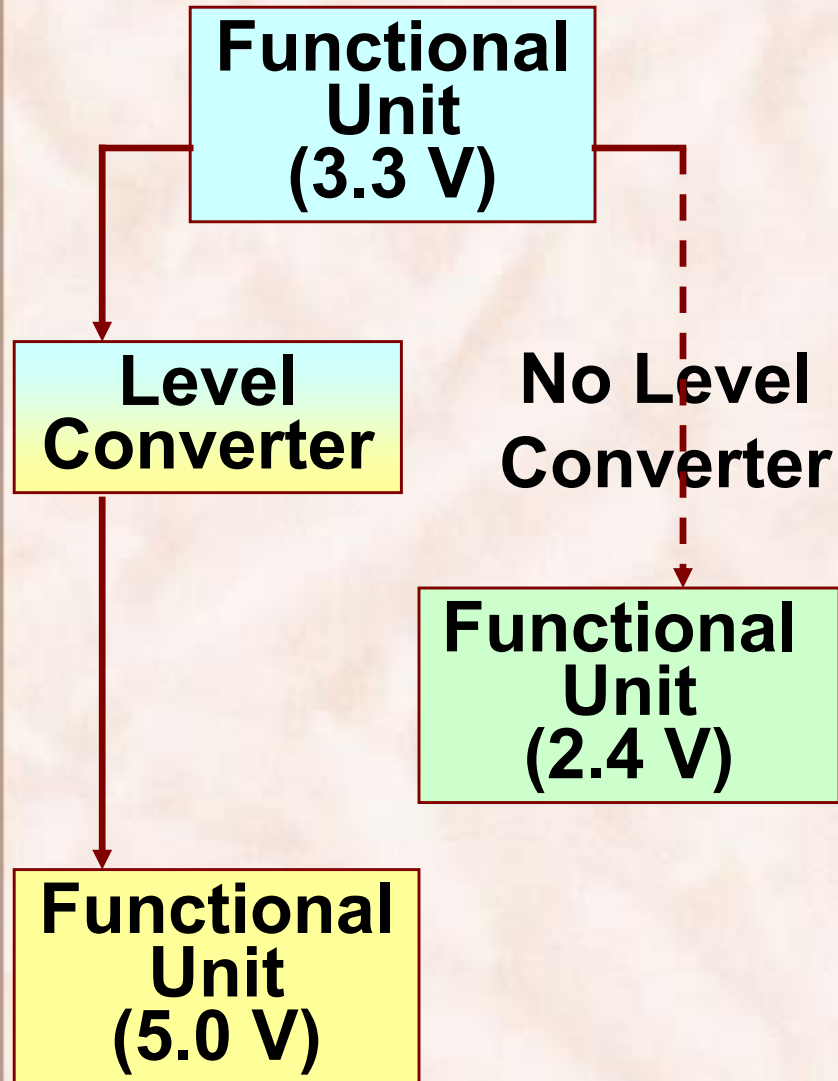 Functional
Unit
(3.3 V)
Level
Converter
No Level
Converter
Functional
Unit
(2.4 V)
Functional
Unit
(5.0 V)